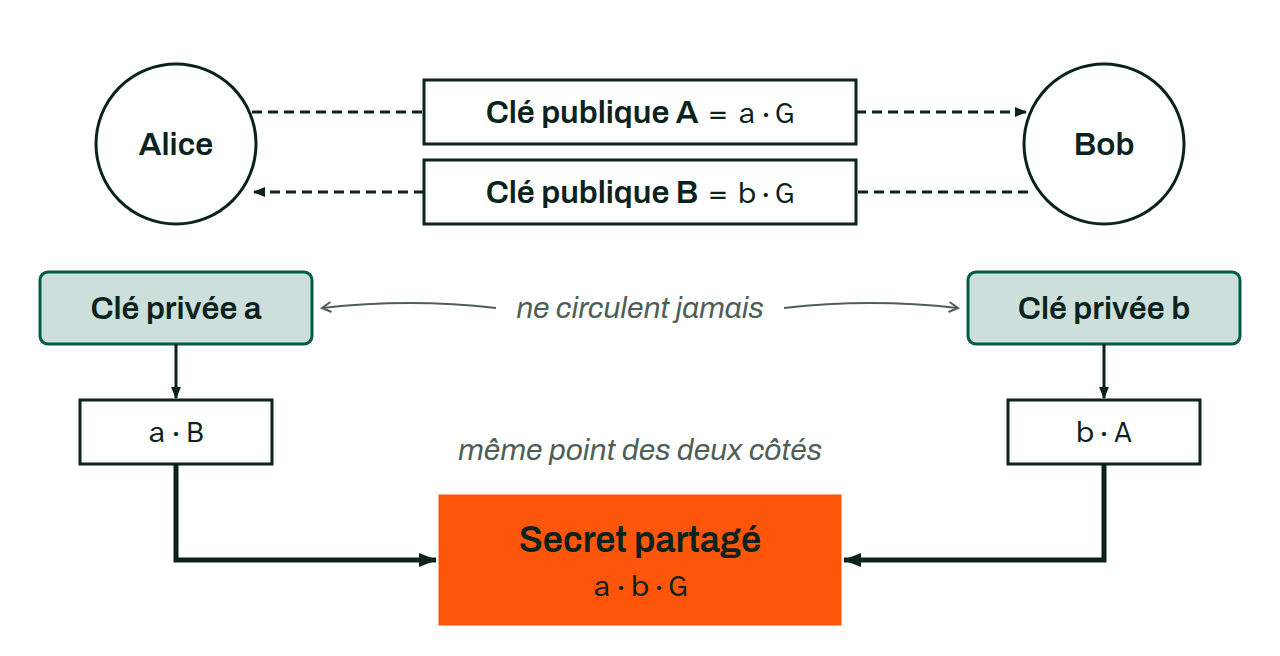 Alice
Clé publique A = a · G
Bob
Clé publique B = b · G
Clé privée a
ne circulent jamais
Clé privée b
a · B
b · A
même point des deux côtés
Secret partagé
a · b · G